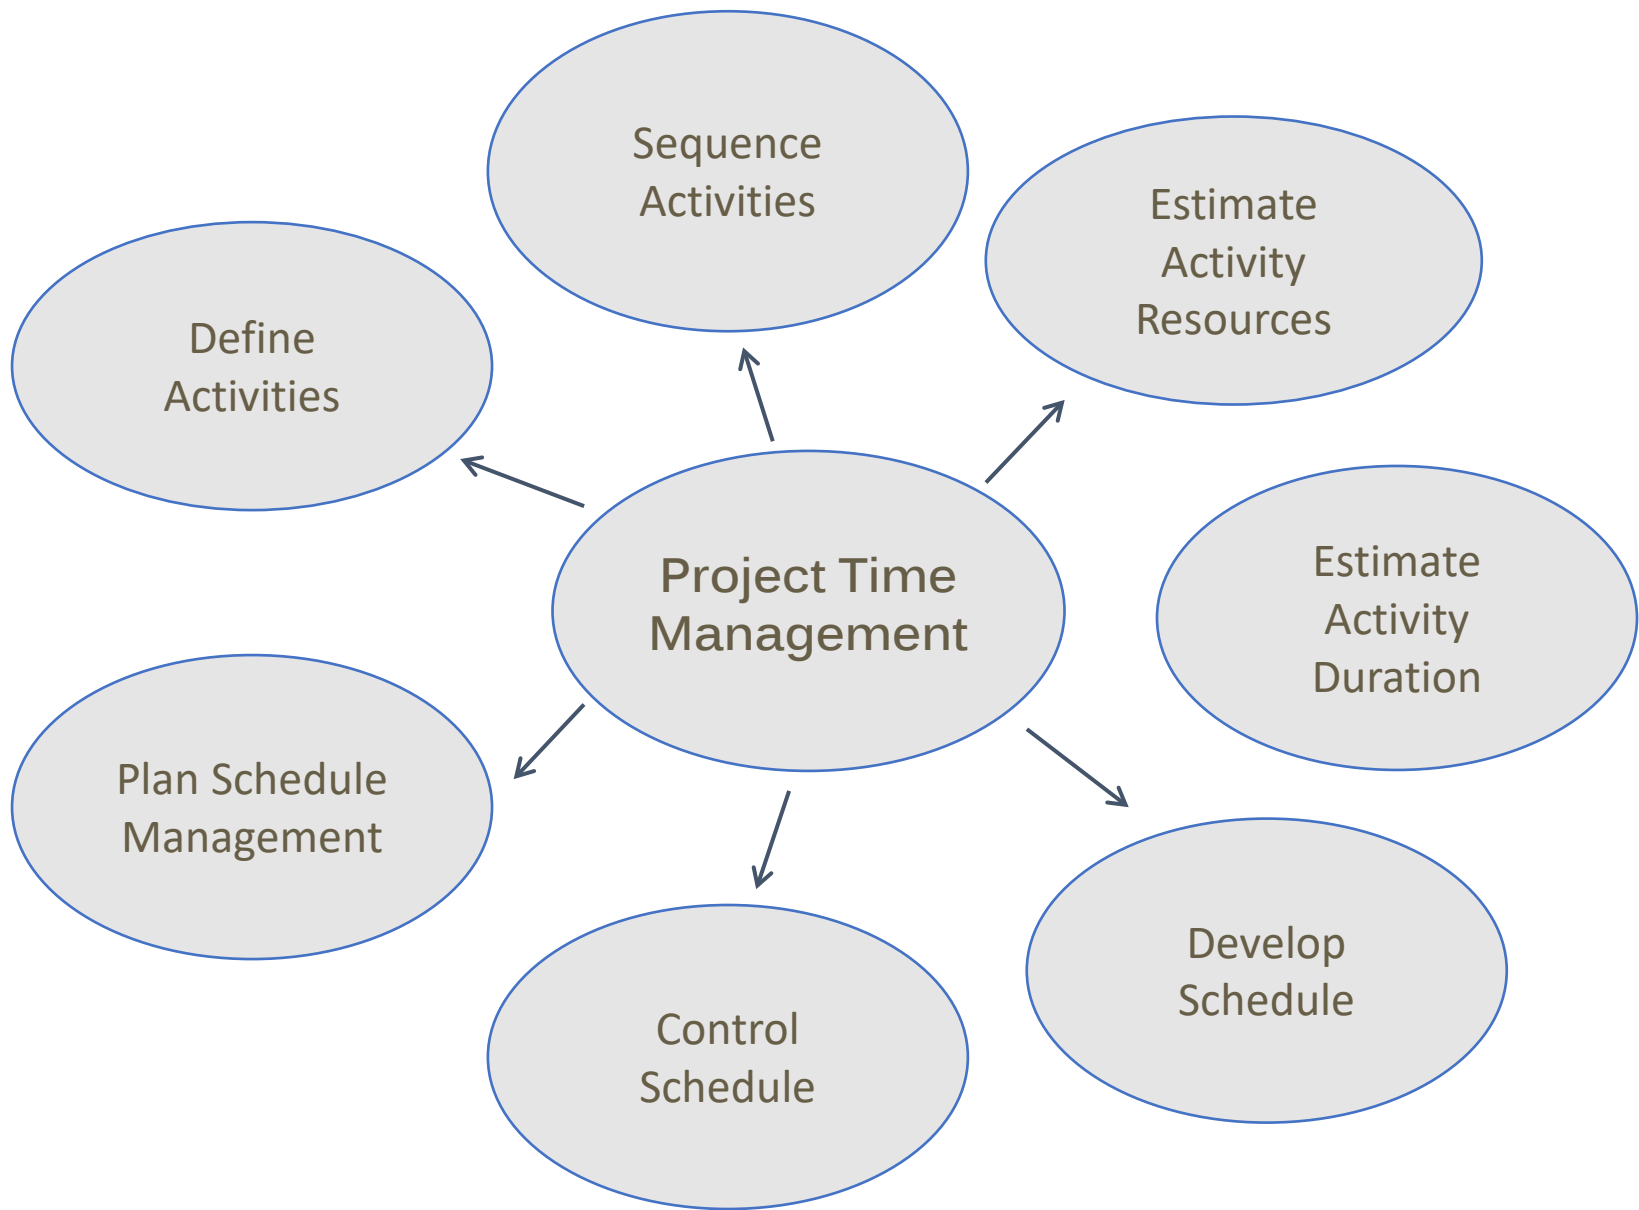 Sequence
Activities
Estimate
Activity
Resources
Define
Activities
Project Time
Management
Estimate
Activity
Duration
Plan Schedule
Management
Develop
Schedule
Control
Schedule